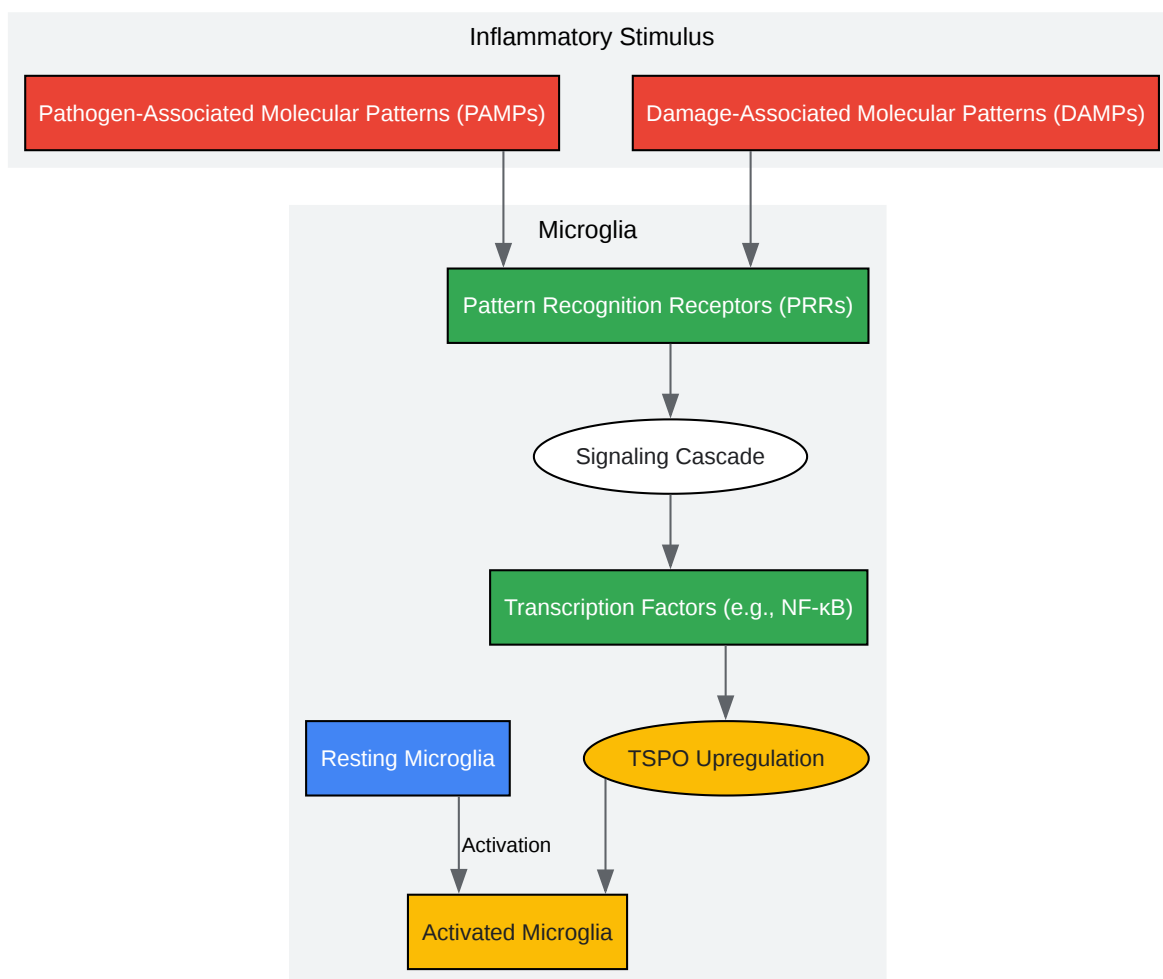 Inflammatory Stimulus
Pathogen-Associated Molecular Patterns (PAMPs)
Damage-Associated Molecular Patterns (DAMPs)
Microglia
Pattern Recognition Receptors (PRRs)
Signaling Cascade
Transcription Factors (e.g., NF-κB)
Resting Microglia
TSPO Upregulation
Activation
Activated Microglia